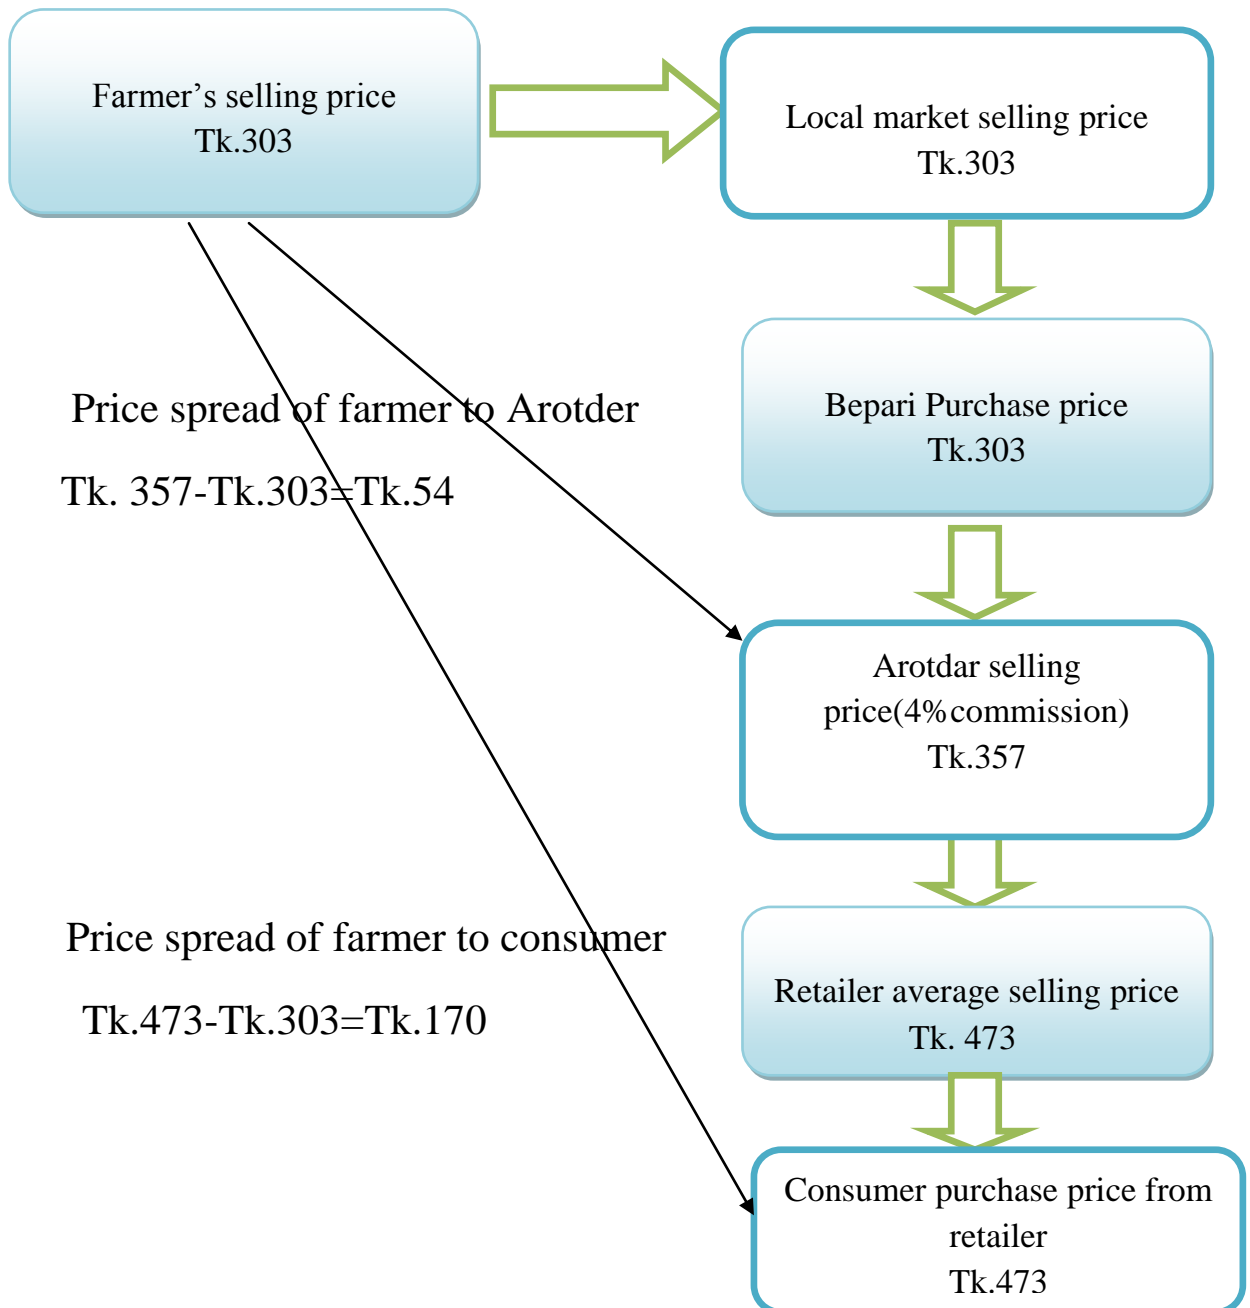 Farmer’s selling price
Tk.303
Local market selling price
Tk.303
Price spread of farmer to Arotder
Tk. 357-Tk.303=Tk.54
Bepari Purchase price
Tk.303
Arotdar selling
price(4%commission)
Tk.357
Price spread of farmer to consumer
Tk.473-Tk.303=Tk.170
Retailer average selling price
Tk. 473
Consumer purchase price from
retailer
Tk.473